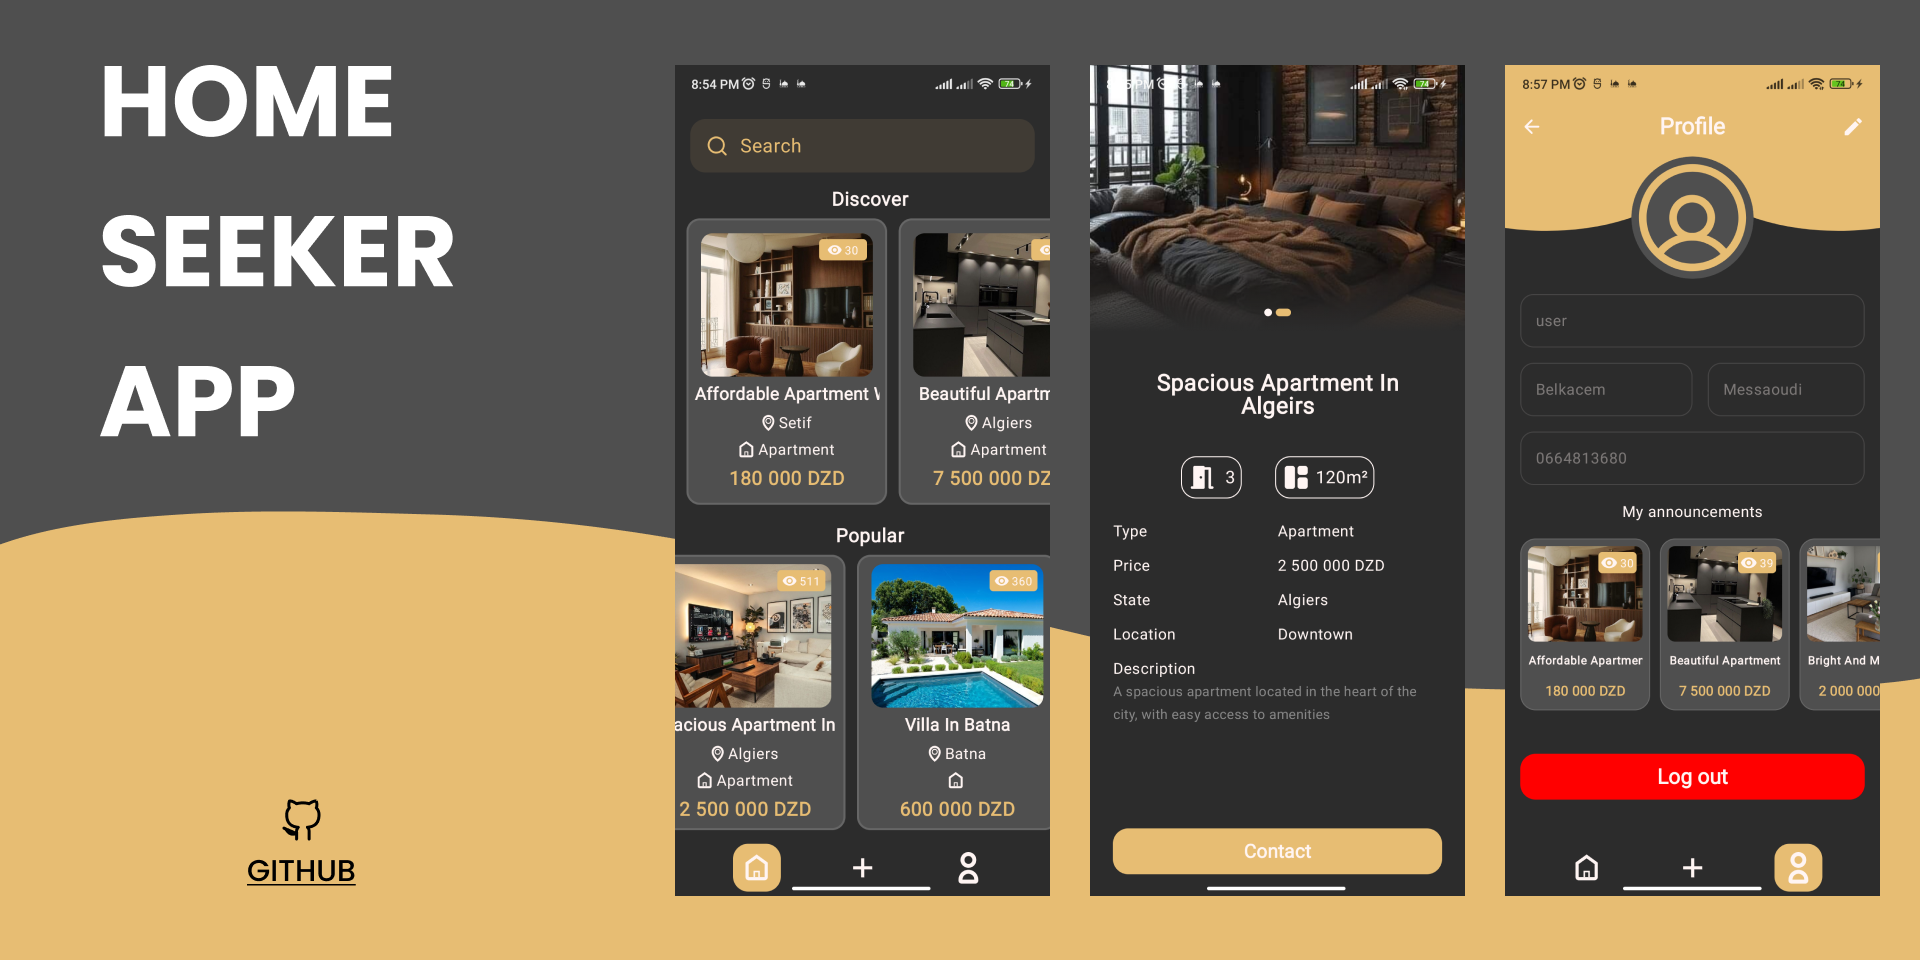 HOME
SEEKER
APP
GITHUB
8:54 PM
74
Search
Discover
30
Affordable Apartment
Setif
Apartment
180 000 DZD
Beautiful Apartm
Algiers
Apartment
7 500 000 DZ
Popular
511
acious Apartment In
Algiers
Apartment
2 500 000 DZD
360
Villa In Batna
Batna
600 000 DZD
PM
74
Spacious Apartment In
Algeirs
3
120m²
Type Apartment
Price 2 500 000 DZD
State Algiers
Location Downtown
Description
A spacious apartment located in the heart of the
city, with easy access to amenities
Contact
8:57 PM
74
Profile
user
Belkacem Messaoudi
0664813680
My announcements
30
Affordable Apartmer
180 000 DZD
39
Beautiful Apartment
7 500 000 DZD
Bright And M
2 000 000
Log out